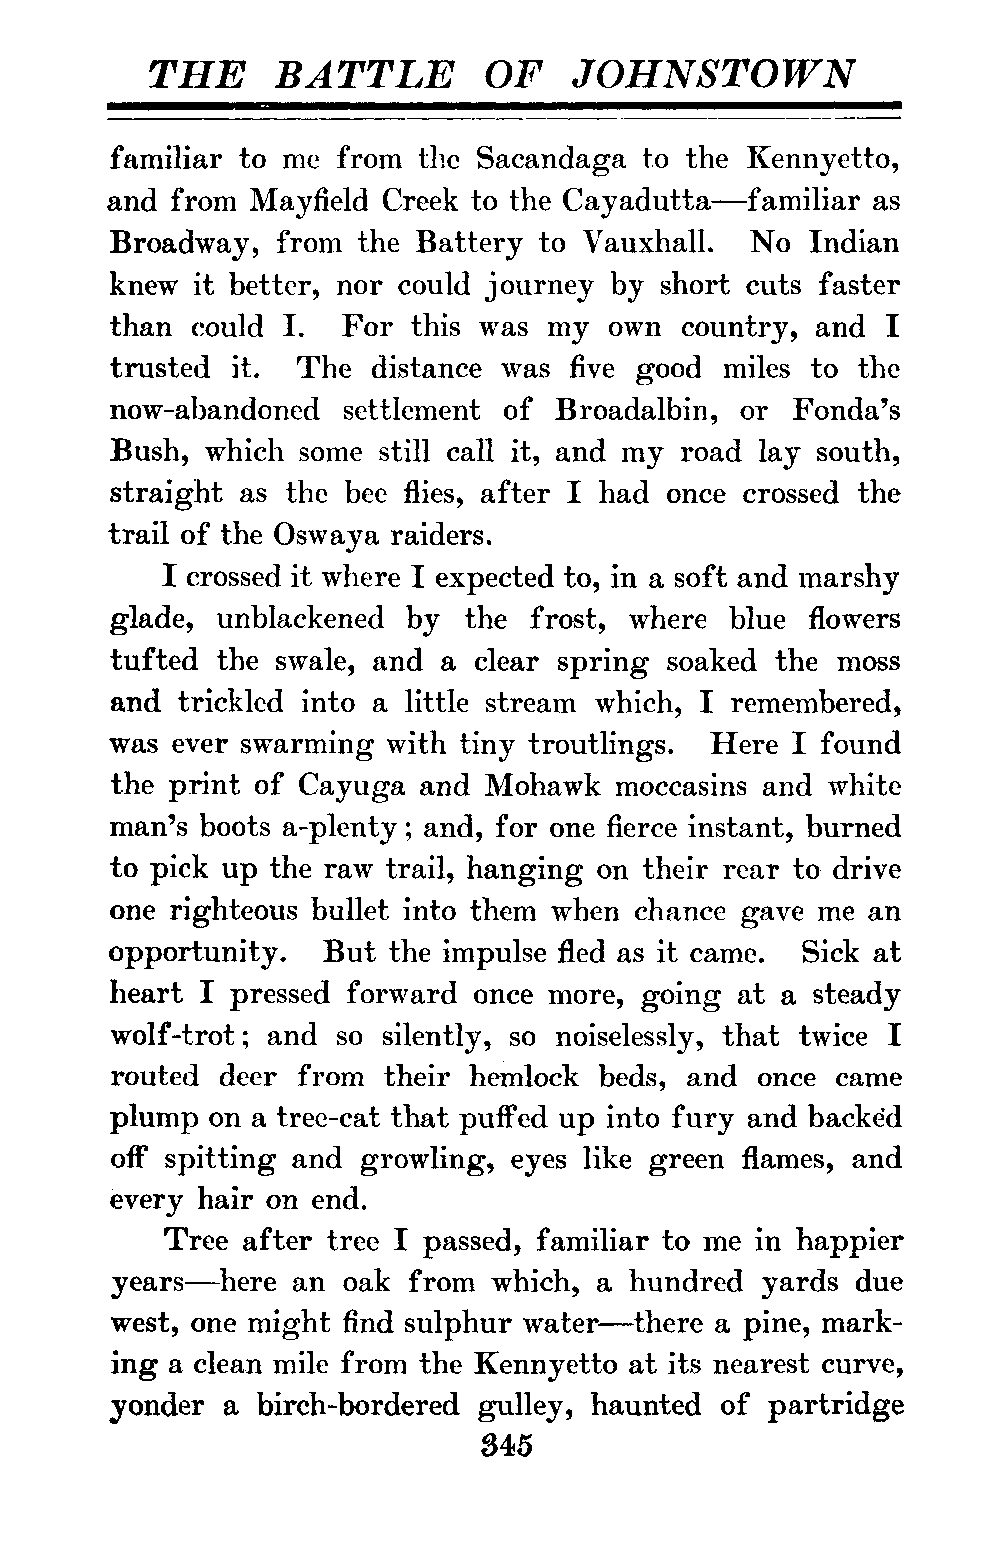 THE BATTLE OF JOHNSTOWN
familiar to me from the Sacandaga to the Kennyetto,
and from Mayfield Creek to the Cayadutta—familiar as
Broadway, from the Battery to Vauxhall. No Indian
knew it better, nor could journey by short cuts faster
than could I. For this was my own country, and I
trusted it. The distance was five good miles to the
now-abandoned settlement of Broadalbin, or Fonda's
Bush, which some still call it, and my road lay south,
straight as the bee flies, after I had once crossed the
trail of the Oswaya raiders.
I crossed it where I expected to, in a soft and marshy
glade, unblackened by the frost, where blue flowers
tufted the swale, and a clear spring soaked the moss
and trickled into a little stream which, I remembered,
was ever swarming with tiny troutlings. Here I found
the print of Cayuga and Mohawk moccasins and white
man's boots a-plenty; and, for one fierce instant, burned
to pick up the raw trail, hanging on their rear to drive
one righteous bullet into them when chance gave me an
opportunity. But the impulse fled as it came. Sick at
heart I pressed forward once more, going at a steady
wolf-trot; and so silently, so noiselessly, that twice I
routed deer from their hemlock beds, and once came
plump on a tree-cat that puffed up into fury and backed
off spitting and growling, eyes like green flames, and
every hair on end.
Tree after tree I passed, familiar to me in happier
years—here an oak from which, a hundred yards due
west, one might find sulphur water—there a pine, mark-
ing a clean mile from the Kennyetto at its nearest curve,
yonder a birch-bordered gulley, haunted of partridge
345